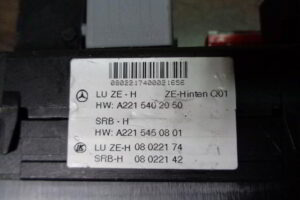 0802217400021656
LU ZE - H ZE-Hinten C01
HW: A221 540 20 50
SRB - H
HW: A221 545 08 01
LU ZE-H 08 0221 74
SRB-H 08 0221 42